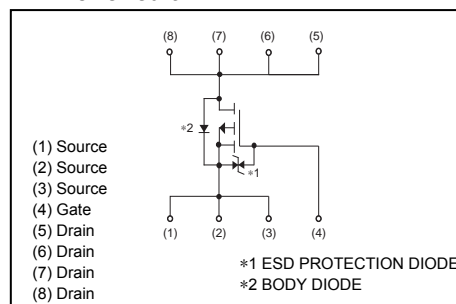 (8) (7) (6) (5)
*2
*1
(1) Source
(2) Source
(3) Source
(4) Gate
(5) Drain
(6) Drain
(7) Drain
(8) Drain
(1) (2) (3) (4)
*1 ESD PROTECTION DIODE
*2 BODY DIODE